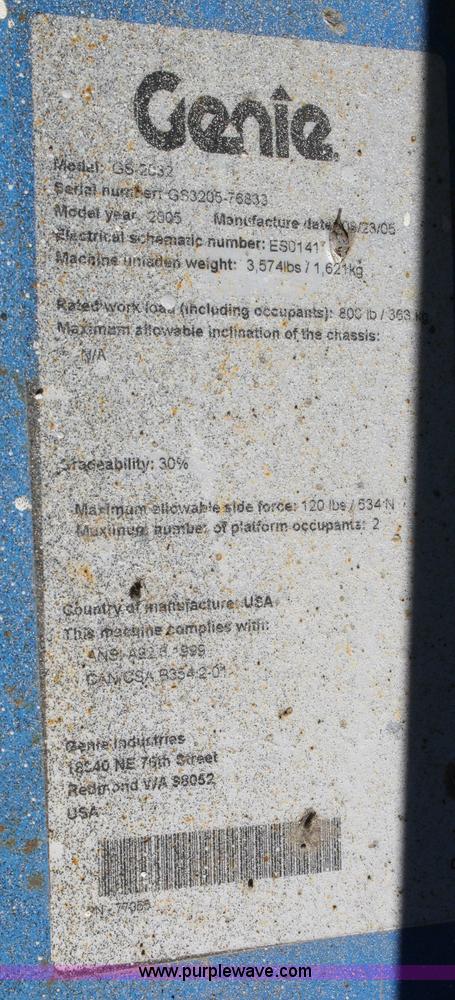 Genie
Model: GS-2032
Serial number: GS3205-76833
Model year: 2005 Manufacture date: /23/05
Electrical schematic number: ES0141
Machine unladen weight: 3,574lbs / 1,621kg
Rated work load (including occupants): 800 lb / 363 kg
Maximum allowable inclination of the chassis:
N/A
Gradeability: 30%
Maximum allowable side force: 120 lbs / 534 N
Maximum number of platform occupants: 2
Country of manufacture: USA
This machine complies with:
ANSI A92.6 1999
CAN/CSA B354.2-01
Genie Industries
18340 NE 76th Street
Redmond WA 98052
USA
PN -
www.purplewave.com